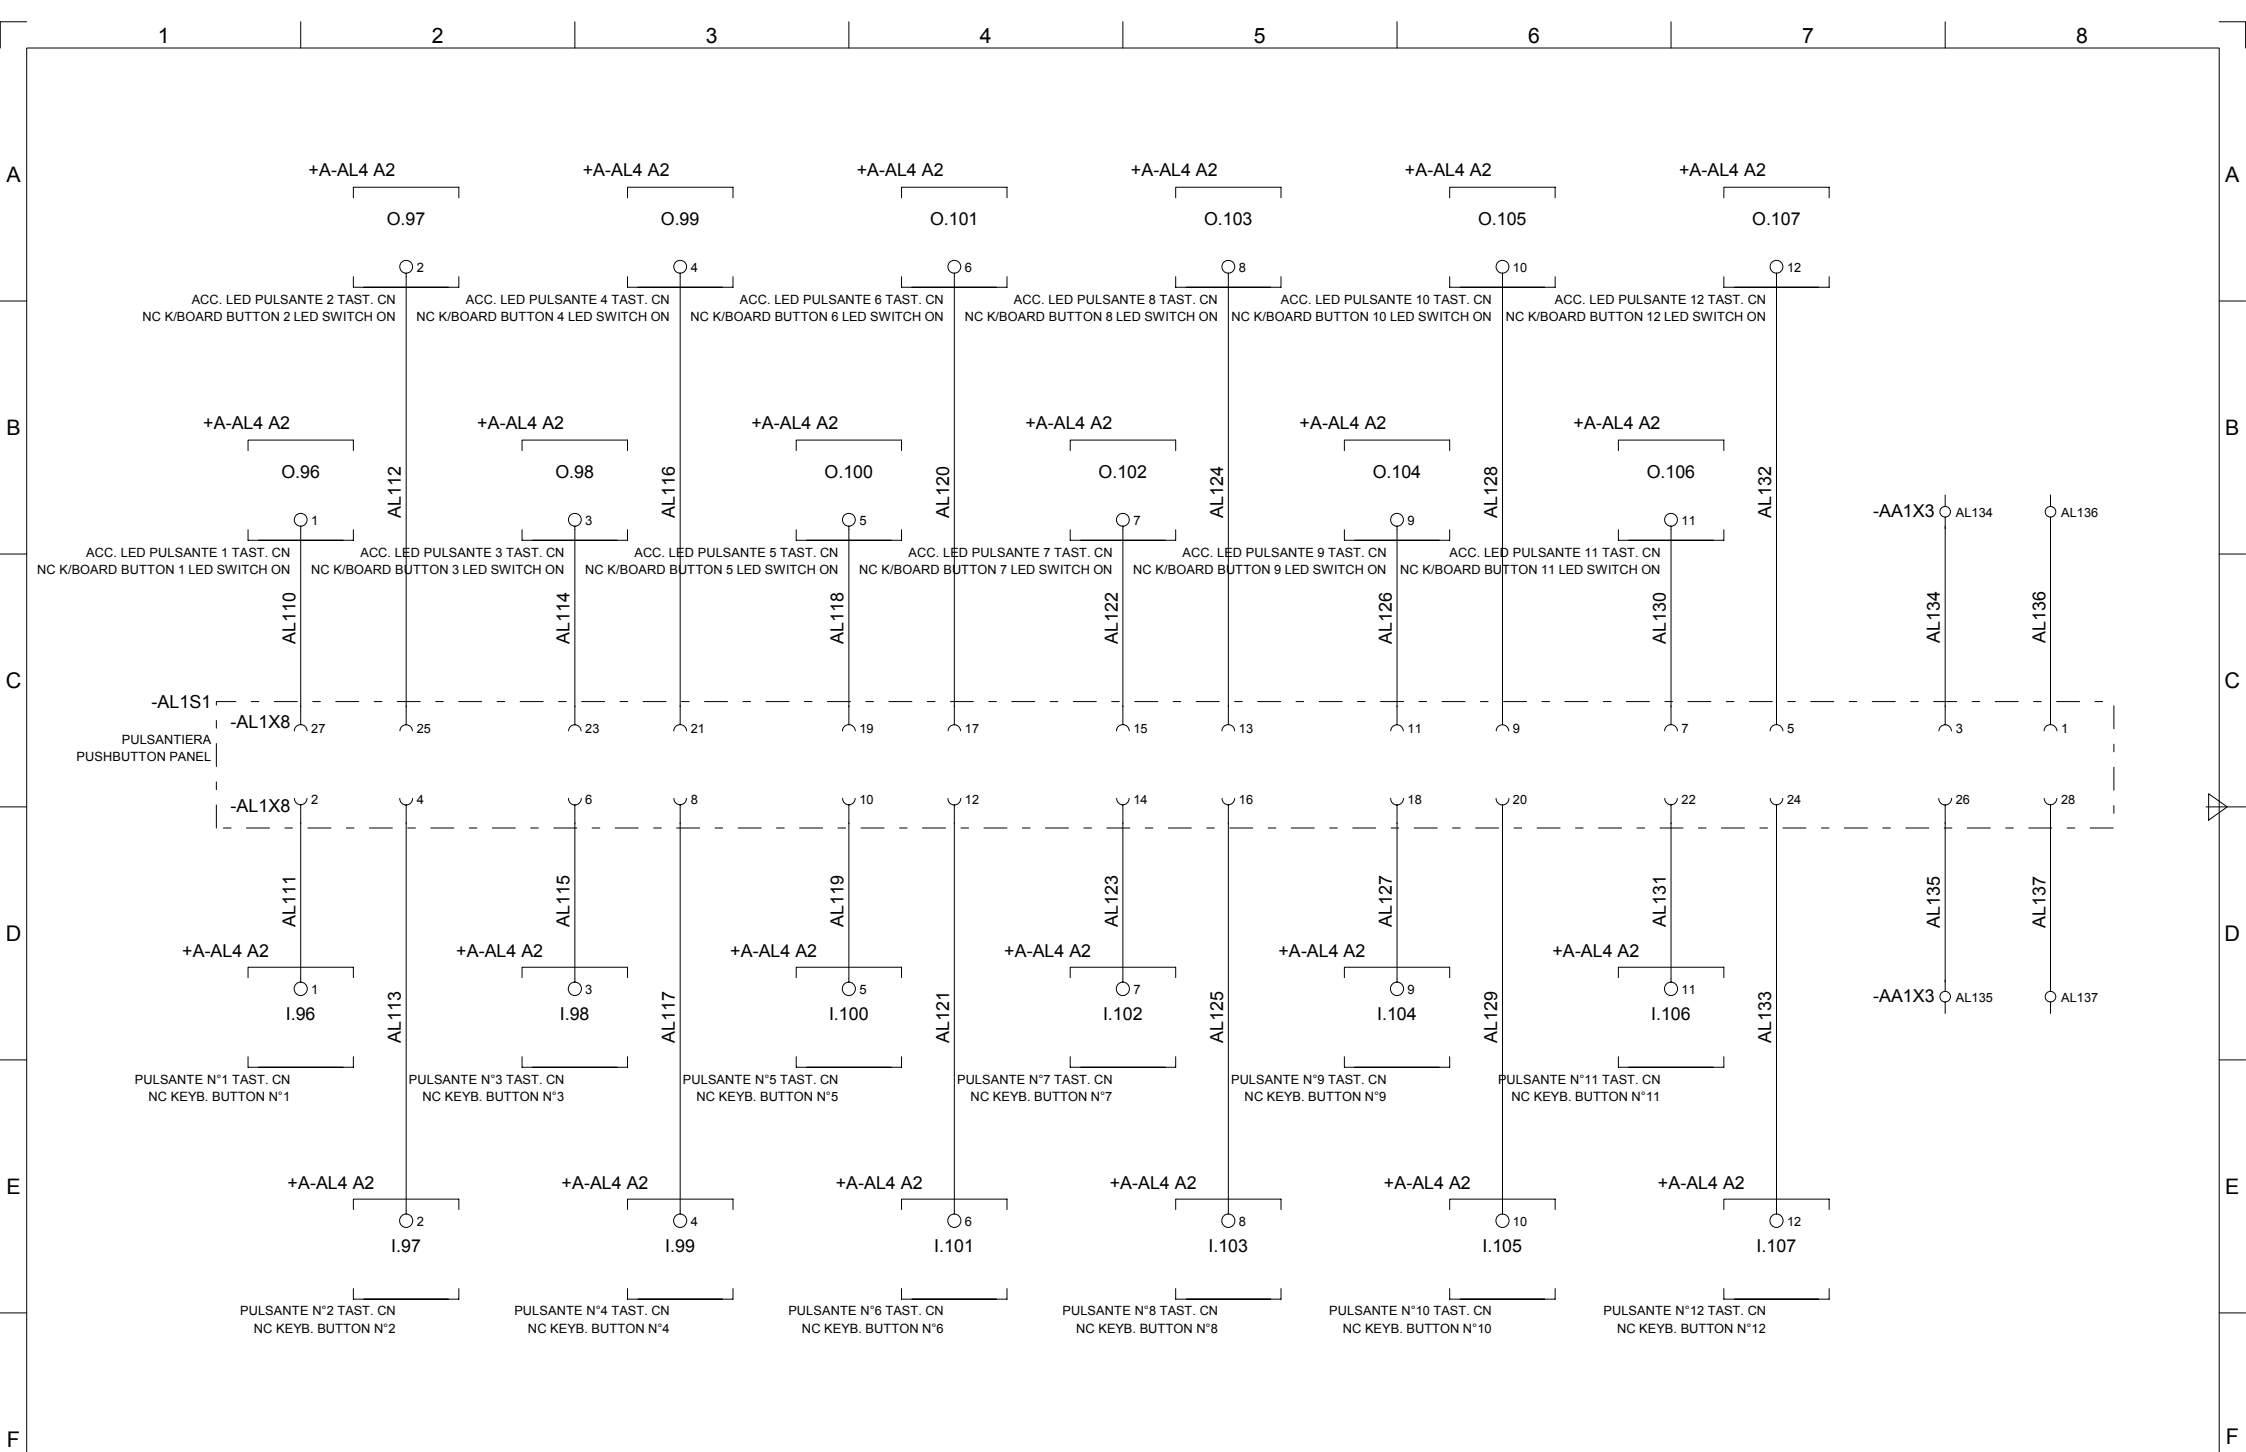 1 2 3 4 5 6 7 8
A A
+A-AL4 A2 +A-AL4 A2 +A-AL4 A2 +A-AL4 A2 +A-AL4 A2 +A-AL4 A2
O.97 O.99 O.101 O.103 O.105 O.107
2 4 6 8 10 12
ACC. LED PULSANTE 2 TAST. CN ACC. LED PULSANTE 4 TAST. CN ACC. LED PULSANTE 6 TAST. CN ACC. LED PULSANTE 8 TAST. CN ACC. LED PULSANTE 10 TAST. CN ACC. LED PULSANTE 12 TAST. CN
NC K/BOARD BUTTON 2 LED SWITCH ON NC K/BOARD BUTTON 4 LED SWITCH ON NC K/BOARD BUTTON 6 LED SWITCH ON NC K/BOARD BUTTON 8 LED SWITCH ON NC K/BOARD BUTTON 10 LED SWITCH ON NC K/BOARD BUTTON 12 LED SWITCH ON
B B
+A-AL4 A2 +A-AL4 A2 +A-AL4 A2 +A-AL4 A2 +A-AL4 A2 +A-AL4 A2
O.96 O.98 O.100 O.102 O.104 O.106
AL112 AL116 AL120 AL124 AL128 AL132
1 3 5 7 9 11
-AA1X3 AL134 AL136
ACC. LED PULSANTE 1 TAST. CN ACC. LED PULSANTE 3 TAST. CN ACC. LED PULSANTE 5 TAST. CN ACC. LED PULSANTE 7 TAST. CN ACC. LED PULSANTE 9 TAST. CN ACC. LED PULSANTE 11 TAST. CN
NC K/BOARD BUTTON 1 LED SWITCH ON NC K/BOARD BUTTON 3 LED SWITCH ON NC K/BOARD BUTTON 5 LED SWITCH ON NC K/BOARD BUTTON 7 LED SWITCH ON NC K/BOARD BUTTON 9 LED SWITCH ON NC K/BOARD BUTTON 11 LED SWITCH ON
AL110 AL114 AL118 AL122 AL126 AL130 AL134 AL136
C C
-AL1S1
-AL1X8 27 25 23 21 19 17 15 13 11 9 7 5 3 1
PULSANTIERA
PUSHBUTTON PANEL
-AL1X8 2 4 6 8 10 12 14 16 18 20 22 24 26 28
AL111 AL115 AL119 AL123 AL127 AL131 AL135 AL137
D D
+A-AL4 A2 +A-AL4 A2 +A-AL4 A2 +A-AL4 A2 +A-AL4 A2 +A-AL4 A2
1 3 5 7 9 11
-AA1X3 AL135 AL137
I.96 I.98 I.100 I.102 I.104 I.106
AL113 AL117 AL121 AL125 AL129 AL133
PULSANTE N°1 TAST. CN PULSANTE N°3 TAST. CN PULSANTE N°5 TAST. CN PULSANTE N°7 TAST. CN PULSANTE N°9 TAST. CN PULSANTE N°11 TAST. CN
NC KEYB. BUTTON N°1 NC KEYB. BUTTON N°3 NC KEYB. BUTTON N°5 NC KEYB. BUTTON N°7 NC KEYB. BUTTON N°9 NC KEYB. BUTTON N°11
E E
+A-AL4 A2 +A-AL4 A2 +A-AL4 A2 +A-AL4 A2 +A-AL4 A2 +A-AL4 A2
2 4 6 8 10 12
I.97 I.99 I.101 I.103 I.105 I.107
PULSANTE N°2 TAST. CN PULSANTE N°4 TAST. CN PULSANTE N°6 TAST. CN PULSANTE N°8 TAST. CN PULSANTE N°10 TAST. CN PULSANTE N°12 TAST. CN
NC KEYB. BUTTON N°2 NC KEYB. BUTTON N°4 NC KEYB. BUTTON N°6 NC KEYB. BUTTON N°8 NC KEYB. BUTTON N°10 NC KEYB. BUTTON N°12
F F